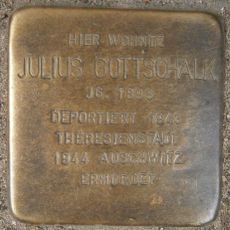 HIER WOHNTE
JULIUS GOTTSCHALK
JG.
DEPORTIERT
THERESIENSTADT
1944 AUSCHWITZ
ERMORDET